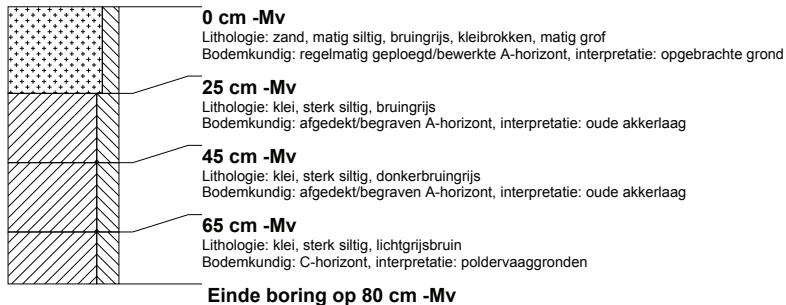 0 cm -Mv
Lithologie: zand, matig siltig, bruingrijs, kleibrokken, matig grof
Bodemkundig: regelmatig geploegd/bewerkte A-horizont, interpretatie: opgebrachte grond
25 cm -Mv
Lithologie: klei, sterk siltig, bruingrijs
Bodemkundig: afgedekt/begraven A-horizont, interpretatie: oude akkerlaag
45 cm -Mv
Lithologie: klei, sterk siltig, donkerbruingrijs
Bodemkundig: afgedekt/begraven A-horizont, interpretatie: oude akkerlaag
65 cm -Mv
Lithologie: klei, sterk siltig, lichtgrijsbruin
Bodemkundig: C-horizont, interpretatie: poldervaaggronden
Einde boring op 80 cm -Mv